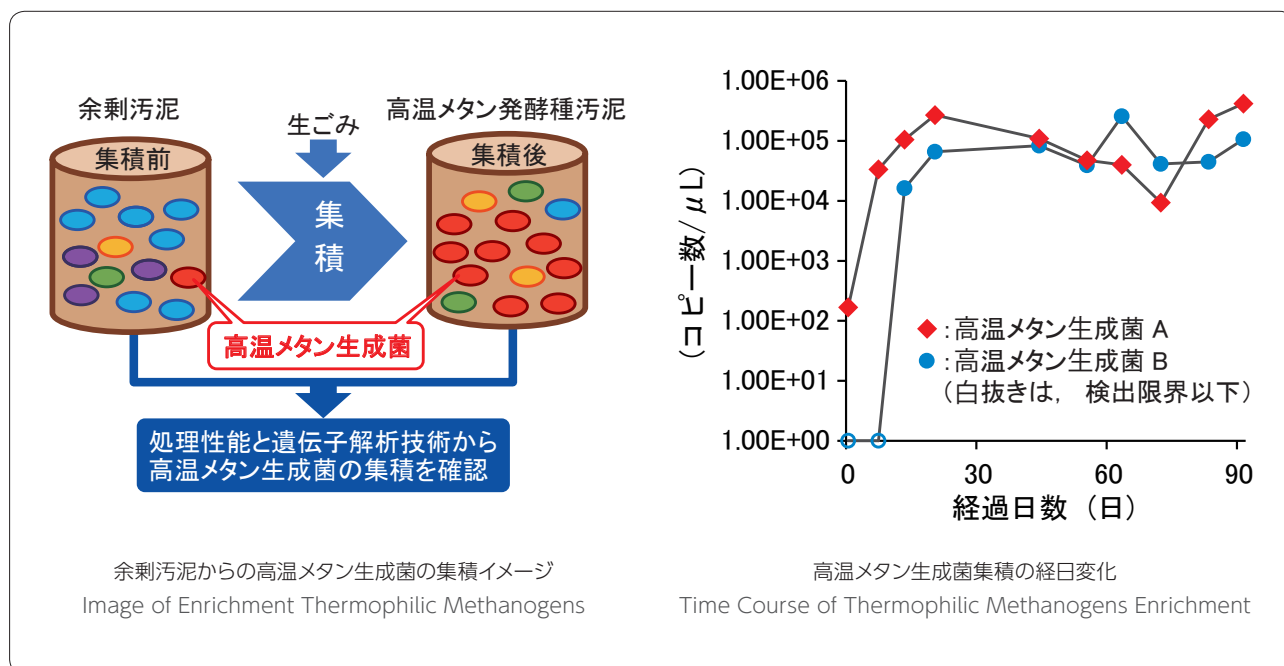 余剰汚泥
集積前
生ごみ
集
積
高温メタン発酵種汚泥
集積後
高温メタン生成菌
処理性能と遺伝子解析技術から
高温メタン生成菌の集積を確認
余剰汚泥からの高温メタン生成菌の集積イメージ
Image of Enrichment Thermophilic Methanogens
(コピー数/μL)
1.00E+06
1.00E+05
1.00E+04
1.00E+03
1.00E+02
1.00E+01
1.00E+00
:高温メタン生成菌 A
:高温メタン生成菌 B
(白抜きは, 検出限界以下)
0 30 60 90
経過日数 (日)
高温メタン生成菌集積の経日変化
Time Course of Thermophilic Methanogens Enrichment